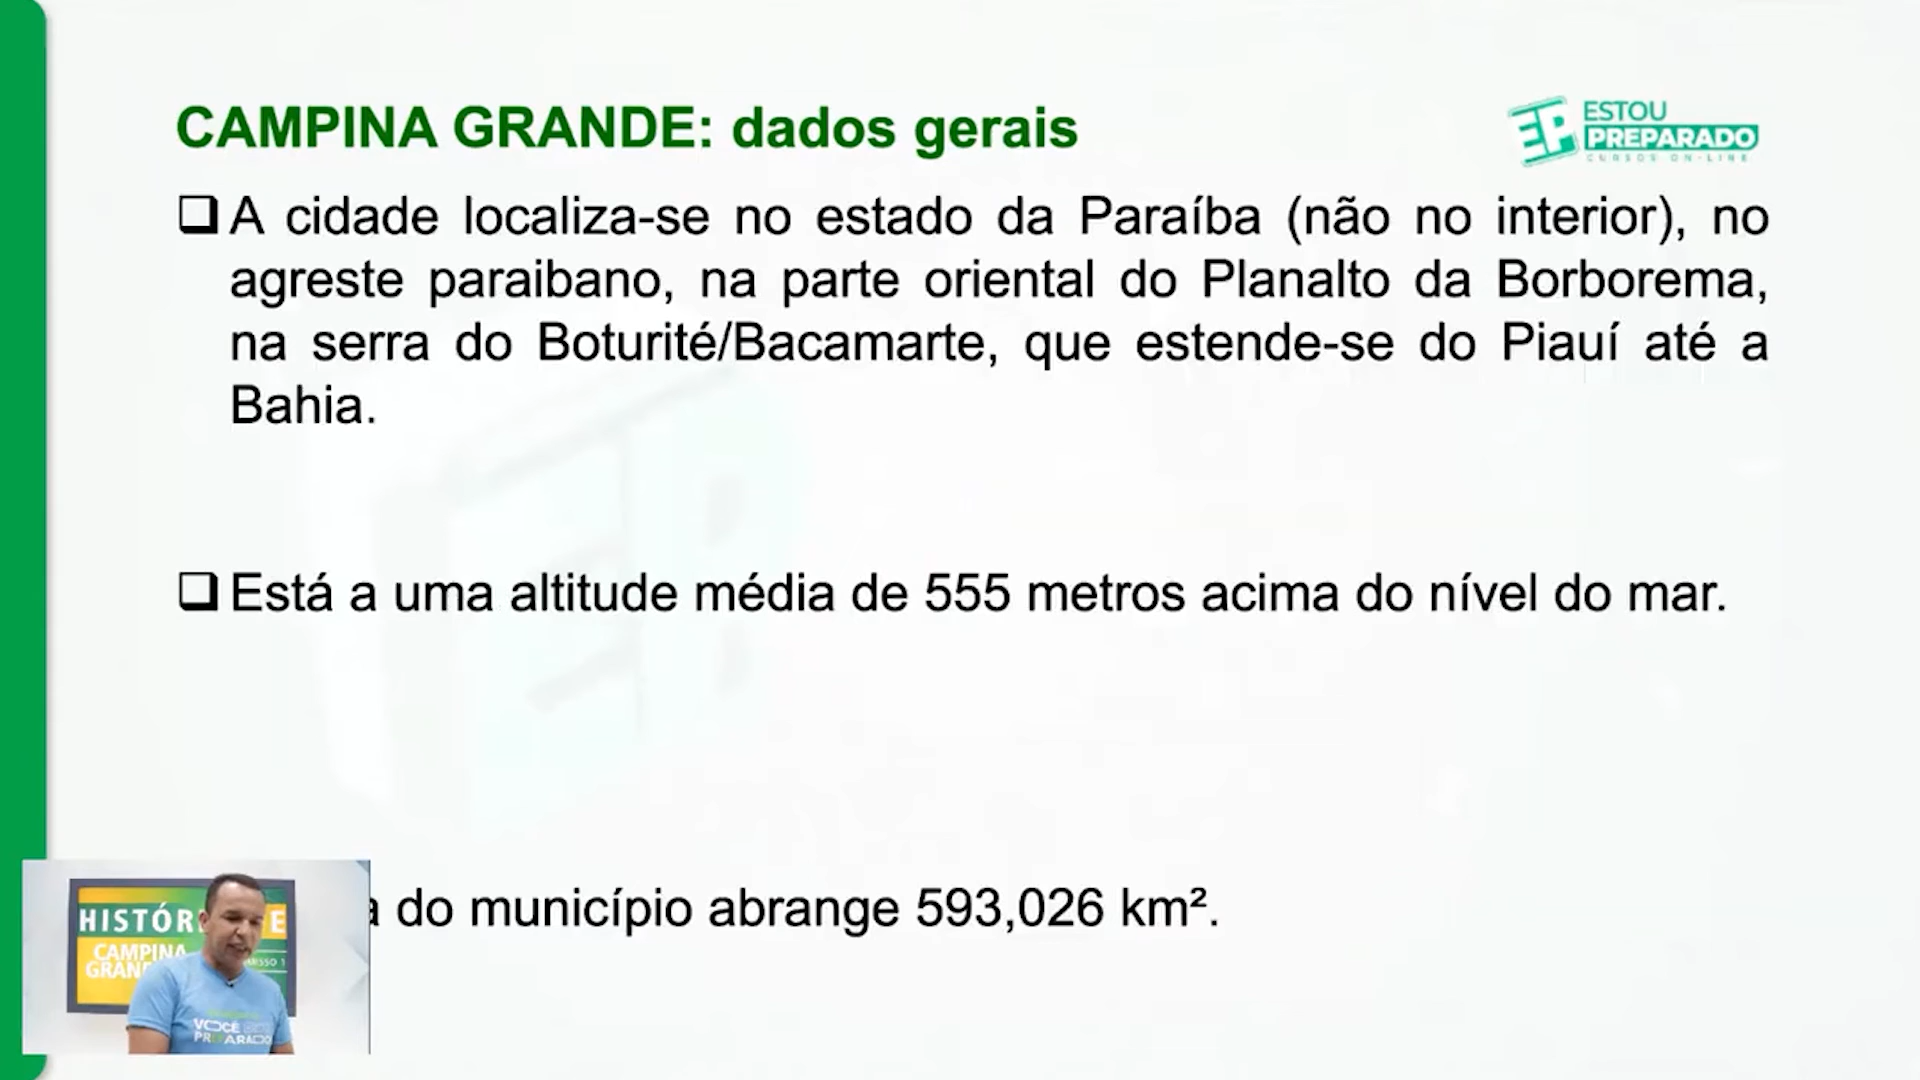 CAMPINA GRANDE: dados gerais
ESTOU
PREPARADO
CURSOS ON-LINE
❑ A cidade localiza-se no estado da Paraíba (não no interior), no
agreste paraibano, na parte oriental do Planalto da Borborema,
na serra do Boturité/Bacamarte, que estende-se do Piauí até a
Bahia.
❑ Está a uma altitude média de 555 metros acima do nível do mar.
a do município abrange 593,026 km².
HISTÓR
E
CAMPINA
GRAN
VOCÊ
PREPARADO